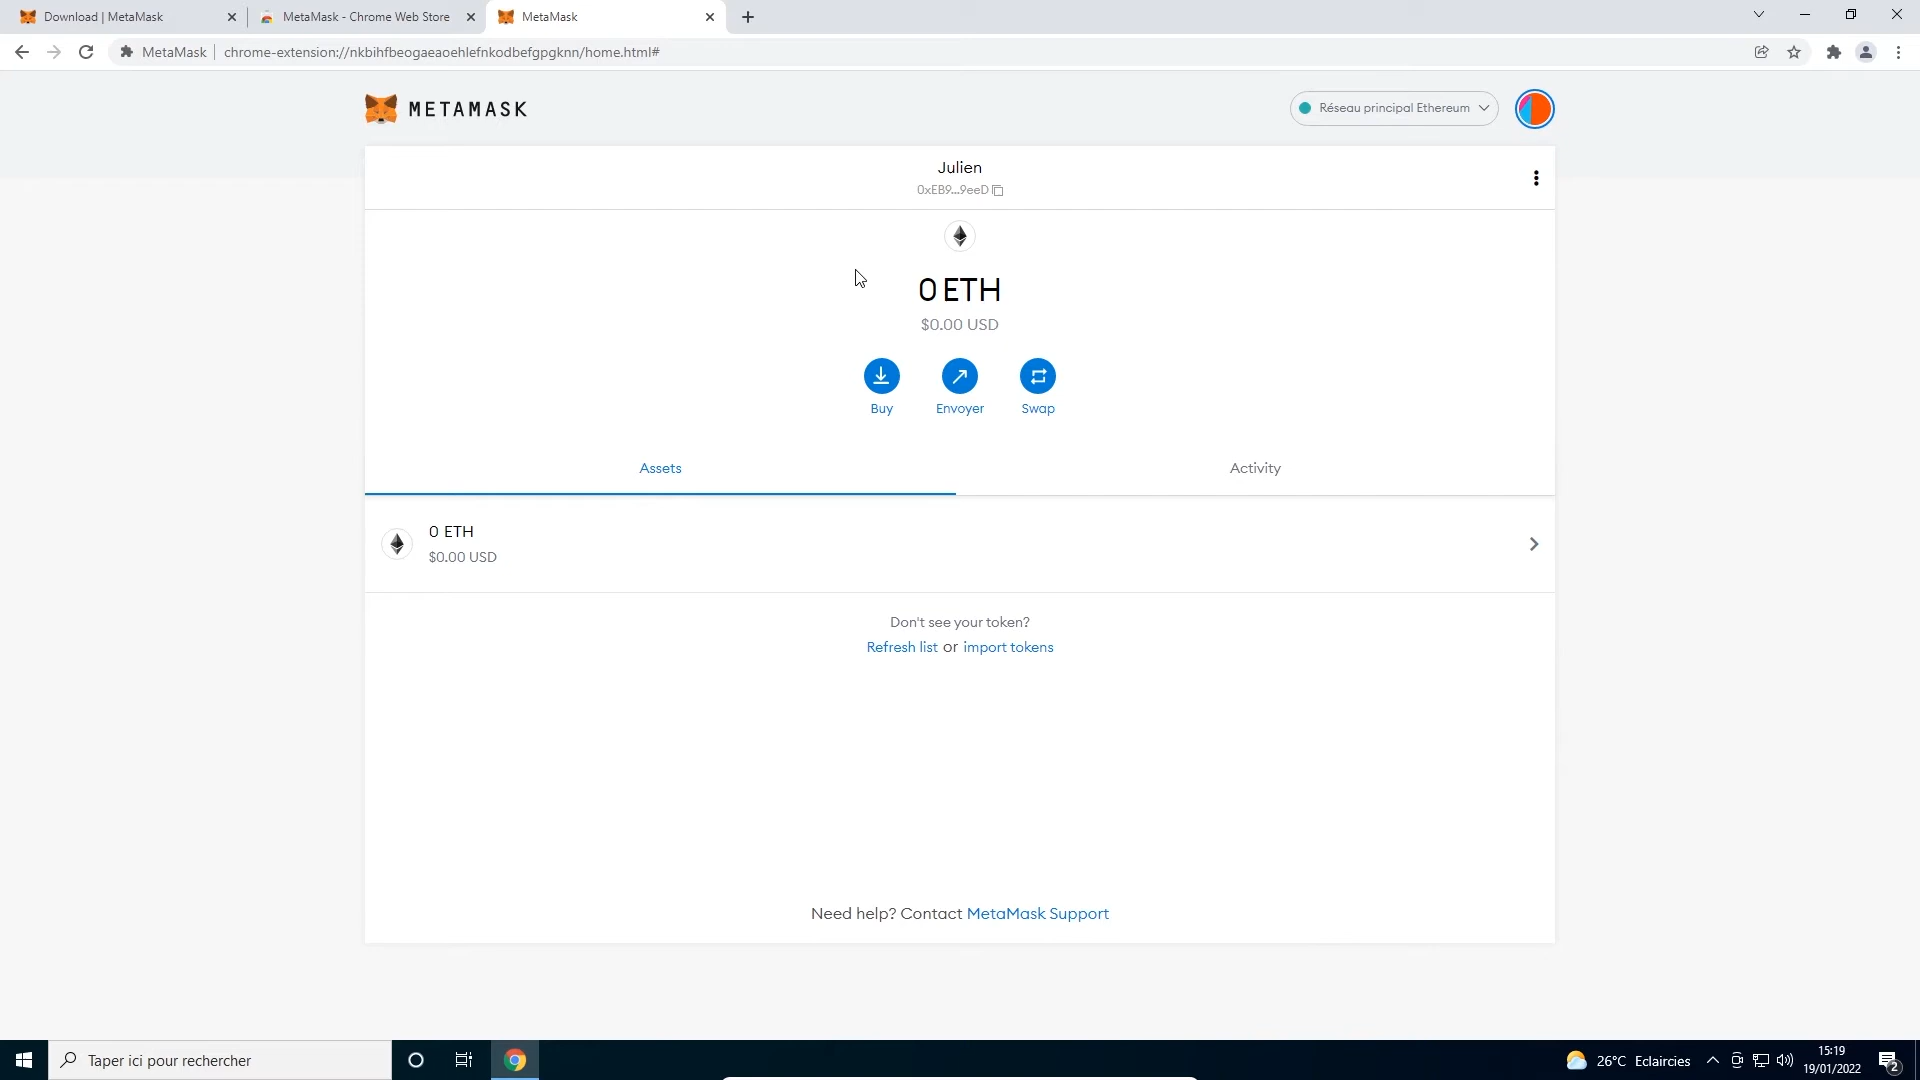 Download | MetaMask
MetaMask - Chrome Web Store
MetaMask
MetaMask | chrome-extension://nkbihfbeogaeaoehlefnkodbefgpgknn/home.html#
METAMASK
Réseau principal Ethereum
Julien
0xEB9...9eeD
0 ETH
$0.00 USD
Buy
Envoyer
Swap
Assets
Activity
0 ETH
$0.00 USD
Don't see your token?
Refresh list or import tokens
Need help? Contact MetaMask Support
Taper ici pour rechercher
26°C Eclaircies
15:19
19/01/2022
2